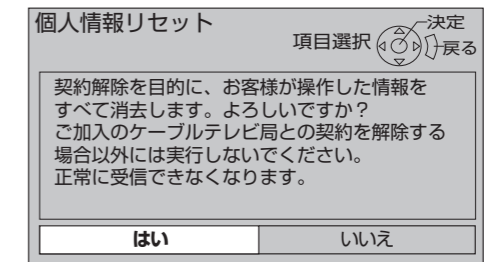 個人情報リセット
項目選択
決定
戻る
契約解除を目的に、お客様が操作した情報を
すべて消去します。よろしいですか？
ご加入のケーブルテレビ局との契約を解除する
場合以外には実行しないでください。
正常に受信できなくなります。
はい
いいえ